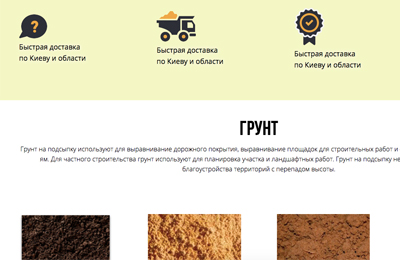 ?
Быстрая доставка
по Киеву и области
Быстрая доставка
по Киеву и области
Быстрая доставка
по Киеву и области
ГРУНТ
Грунт на подсыпку используют для выравнивание дорожного покрытия, выравнивание площадок для строительных работ и
ям. Для частного строительства грунт используют для планировка участка и ландшафтных работ. Грунт на подсыпку не
благоустройства территорий с перепадом высоты.